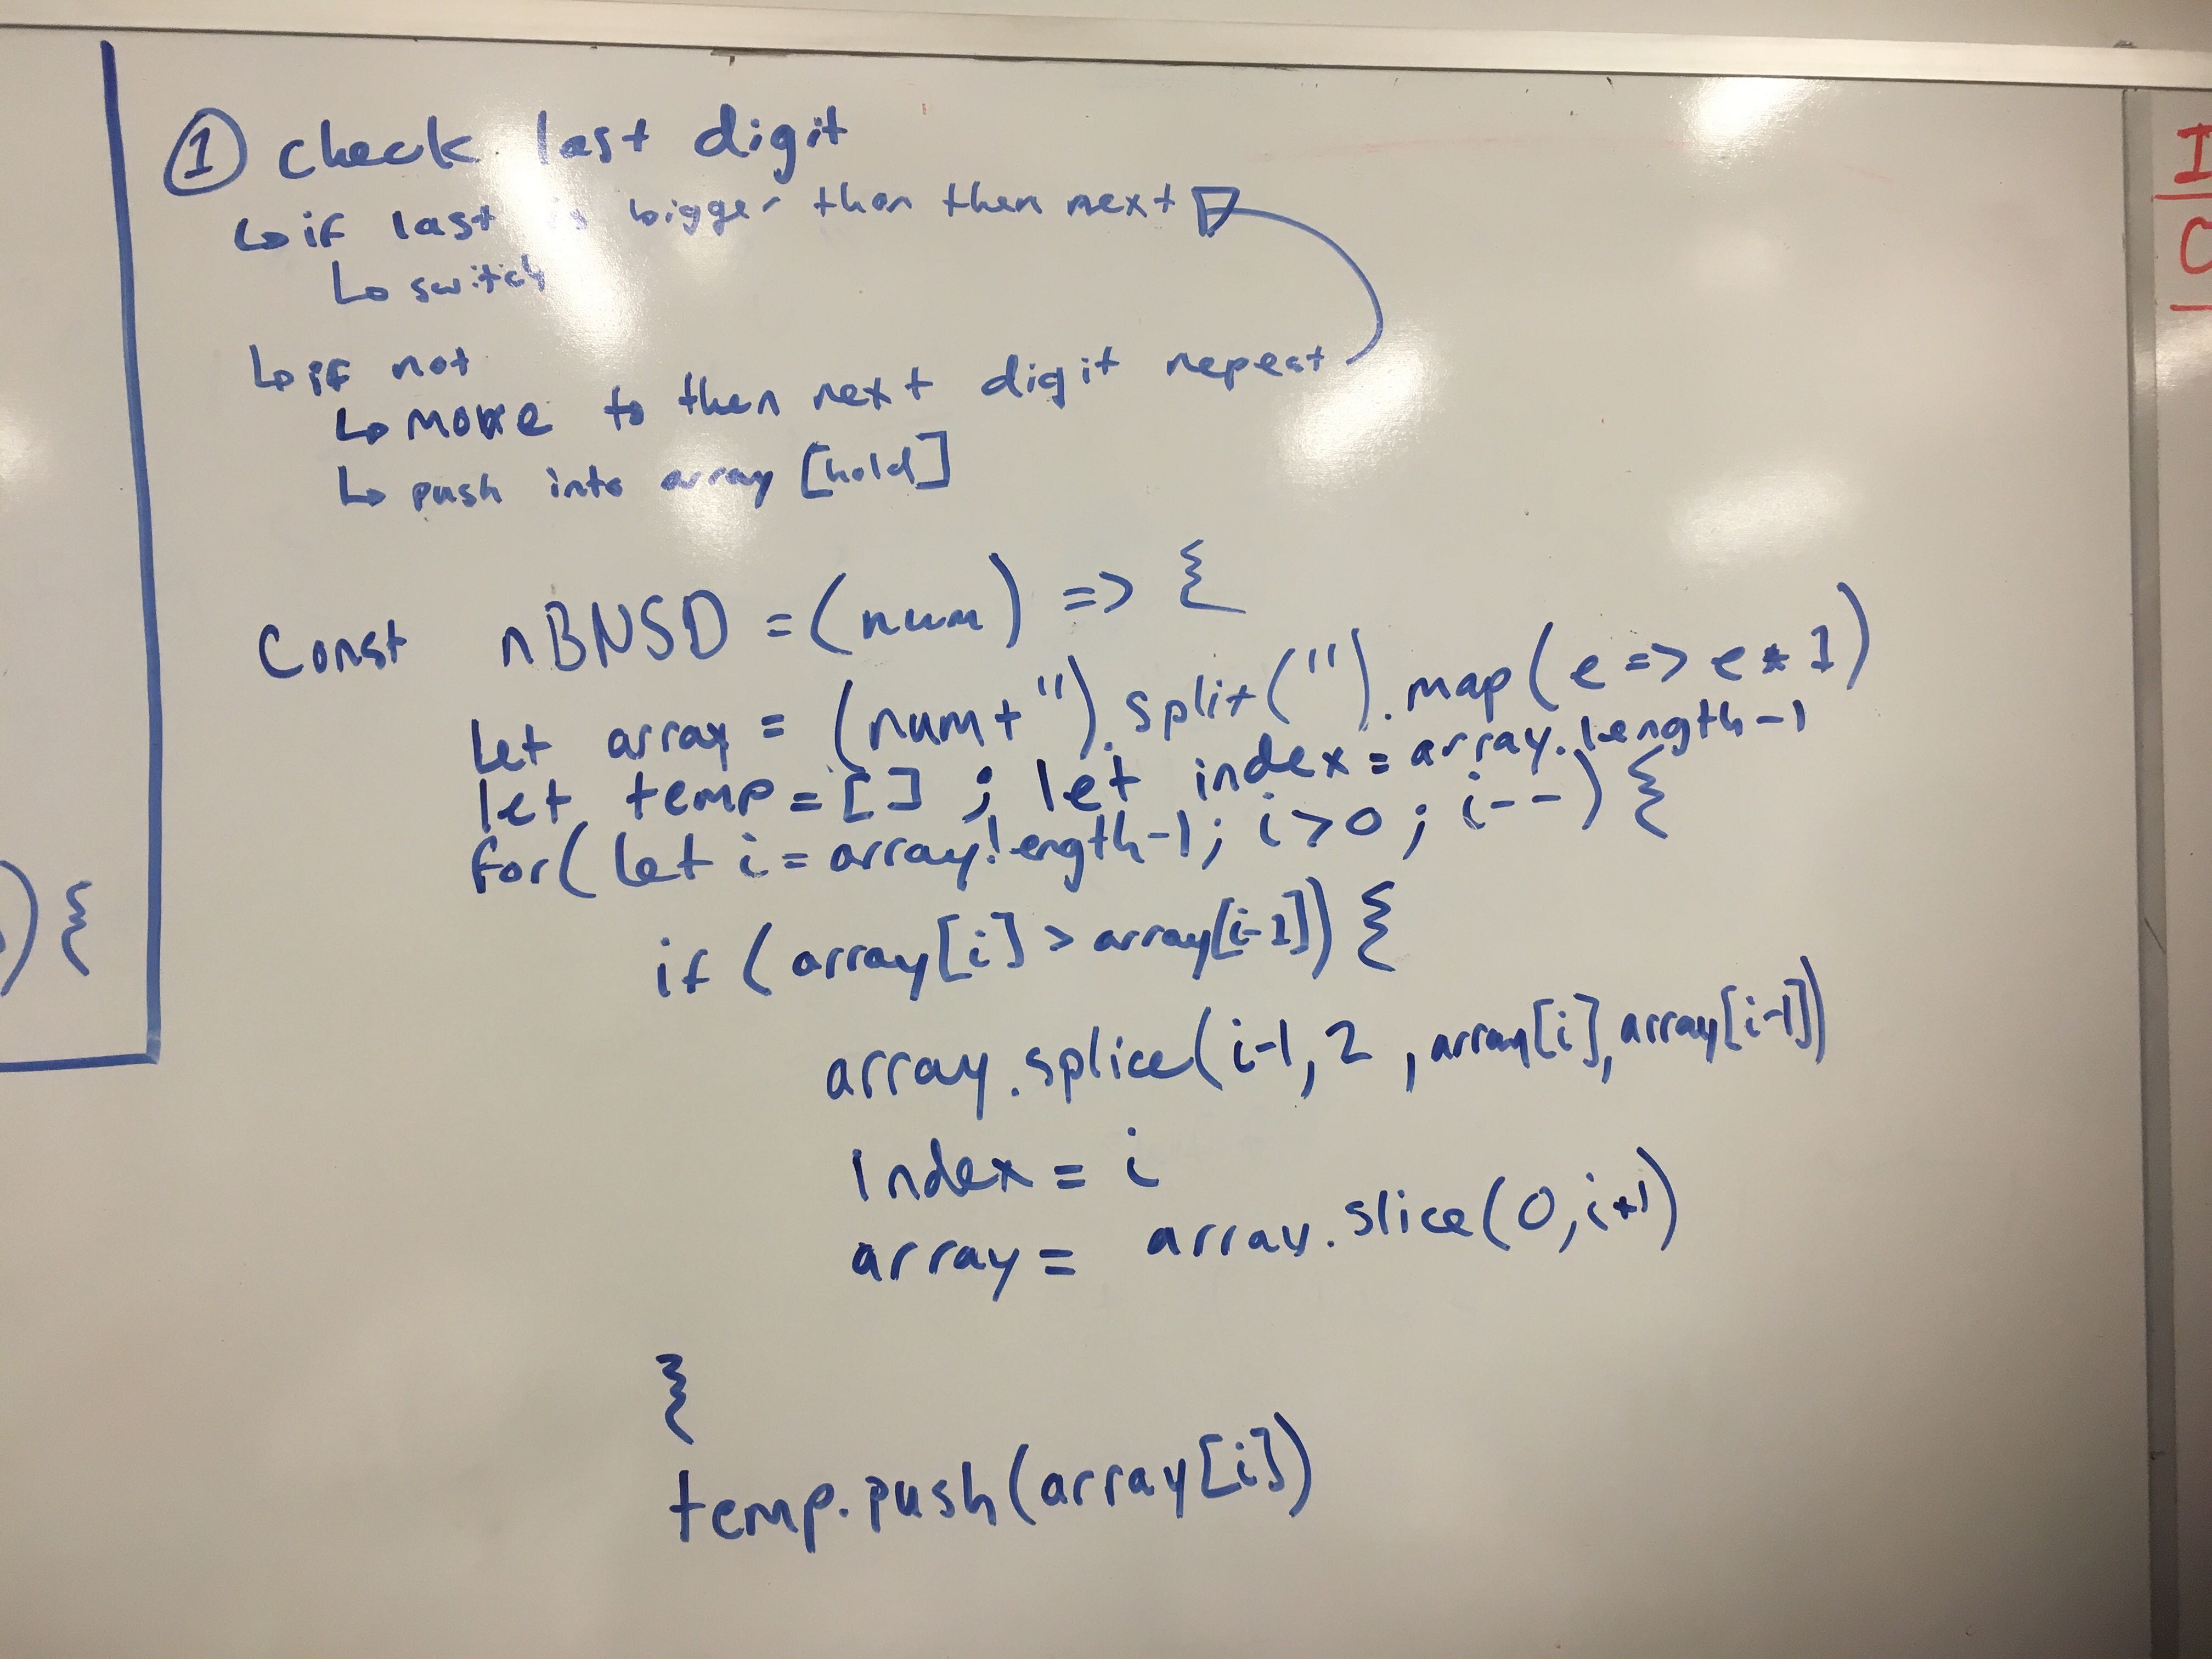 ① check last digit
↳ if last is bigger than then next
↳ switch
↳ if not
↳ move to then next digit repeat
↳ push into array [hold]
Const nBNSD = (num) => {
let array = (num+'').split('').map(e => e*1)
let temp = [] ; let index = array.length-1
for( let i = array.length-1; i>0 ; i--) {
if (array[i] > array[i-1]) {
array.splice(i-1, 2 , array[i], array[i-1])
Index = i
array = array.slice(0,i+1)
}
temp.push(array[i])
) {
I
C